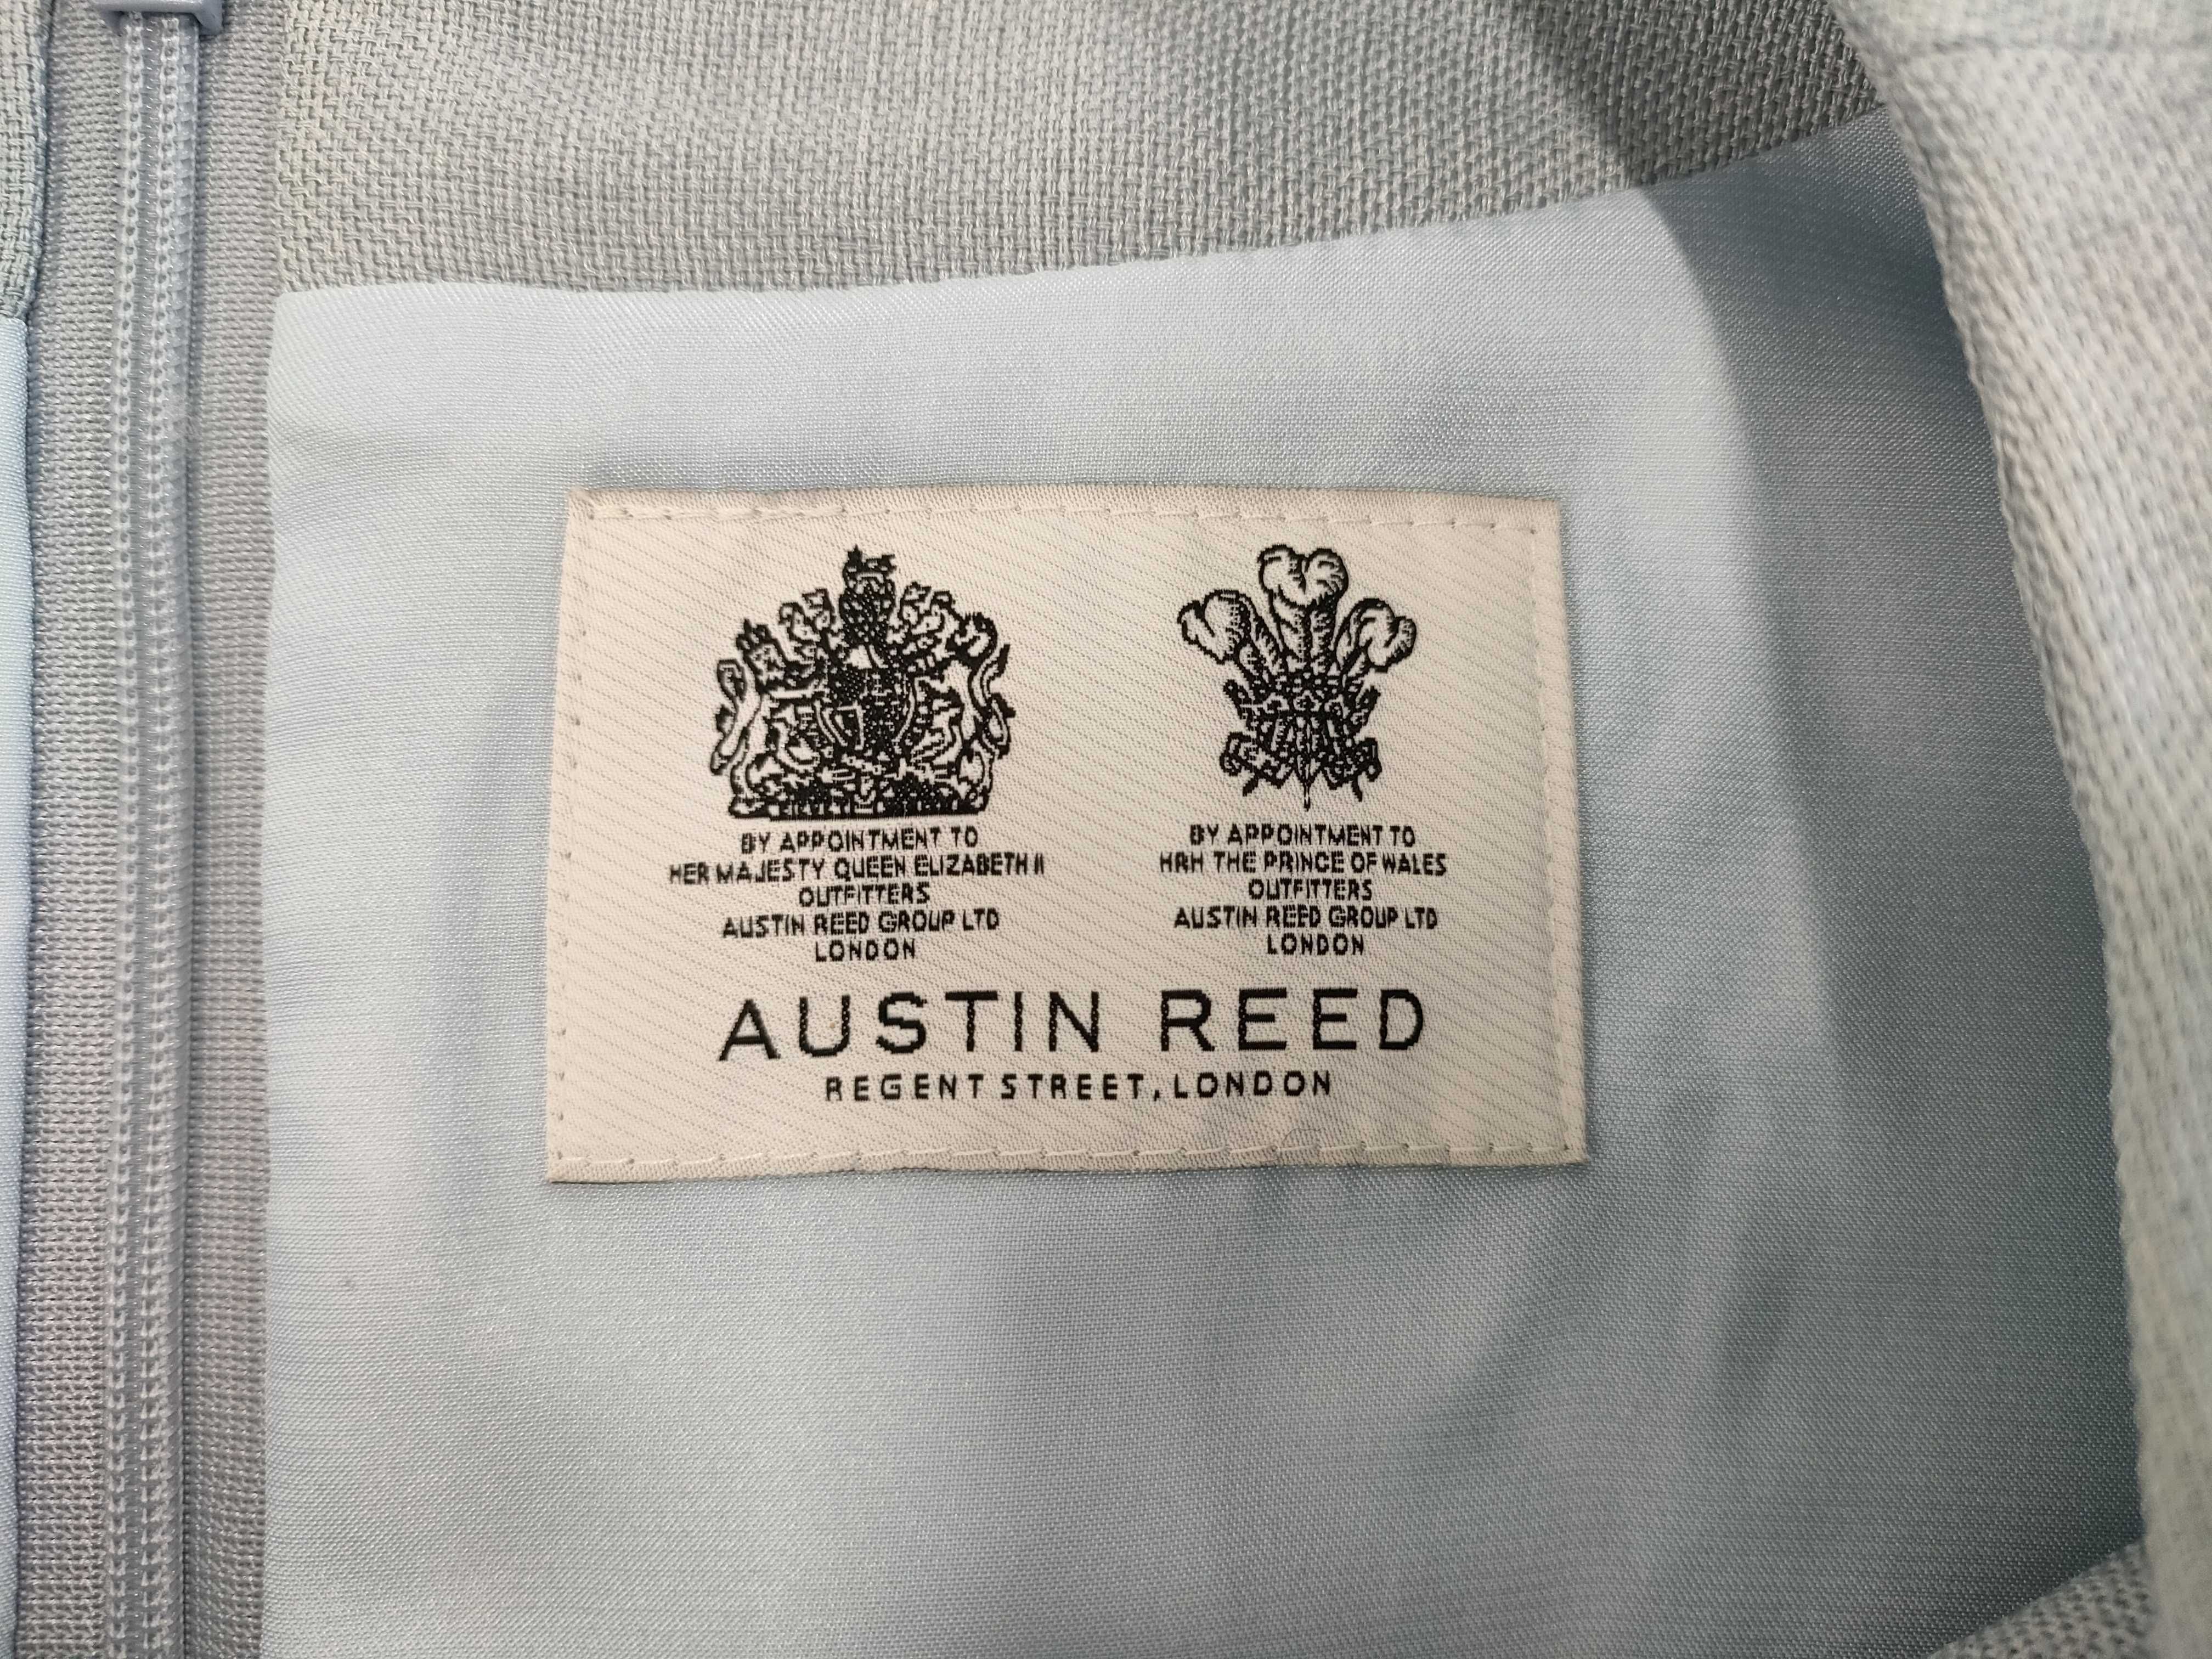 BY APPOINTMENT TO
HER MAJESTY QUEEN ELIZABETH II
OUTFITTERS
AUSTIN REED GROUP LTD
LONDON
BY APPOINTMENT TO
HRH THE PRINCE OF WALES
OUTFITTERS
AUSTIN REED GROUP LTD
LONDON
AUSTIN REED
REGENT STREET, LONDON